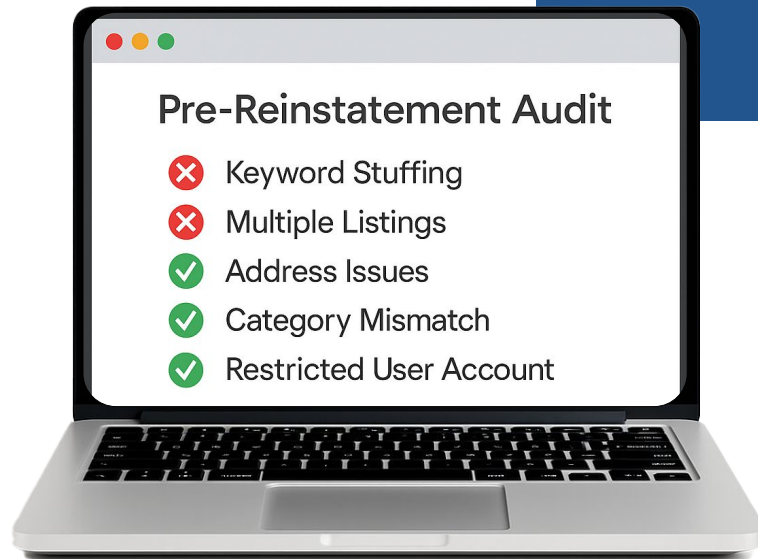 Pre-Reinstatement Audit
Keyword Stuffing
Multiple Listings
Address Issues
Category Mismatch
Restricted User Account